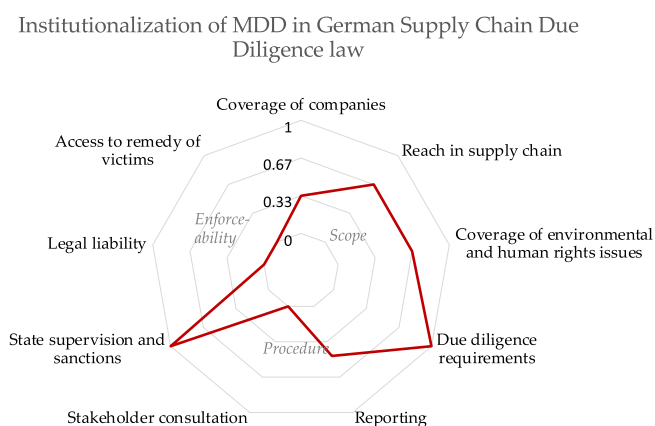 Institutionalization of MDD in German Supply Chain Due
Diligence law
Coverage of companies
1
Access to remedy of
victims
Reach in supply chain
0.67
0.33
Enforce-
ability
Scope
Legal liability
Coverage of environmental
and human rights issues
0
State supervision and
sanctions
Due diligence
requirements
Procedure
Stakeholder consultation
Reporting